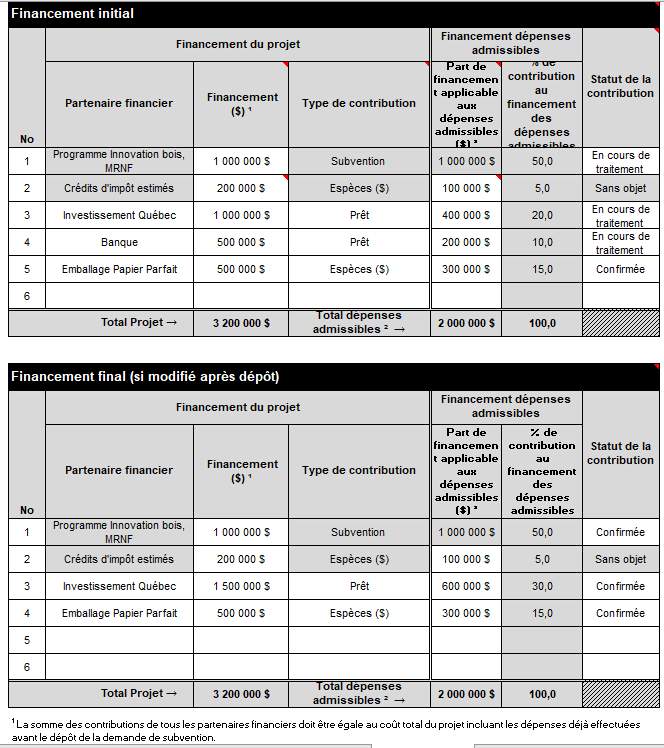 Financement initial
Financement du projet
Financement dépenses
admissibles
Statut de la
contribution
No
Partenaire financier
Financement
($) ¹
Type de contribution
Part de
financemen
t applicable
aux
dépenses
admissibles
($) ²
% de
contribution
au
financement
des
dépenses
admissibles
1 Programme Innovation bois,
MRNF 1 000 000 $ Subvention 1 000 000 $ 50,0 En cours de
traitement
2 Crédits d'impôt estimés 200 000 $ Espèces ($) 100 000 $ 5,0 Sans objet
3 Investissement Québec 1 000 000 $ Prêt 400 000 $ 20,0 En cours de
traitement
4 Banque 500 000 $ Prêt 200 000 $ 10,0 En cours de
traitement
5 Emballage Papier Parfait 500 000 $ Espèces ($) 300 000 $ 15,0 Confirmée
6
Total Projet → 3 200 000 $ Total dépenses
admissibles ² → 2 000 000 $ 100,0
Financement final (si modifié après dépôt)
Financement du projet
Financement dépenses
admissibles
Statut de la
contribution
No
Partenaire financier
Financement
($) ¹
Type de contribution
Part de
financemen
t applicable
aux
dépenses
admissibles
($) ²
% de
contribution
au
financement
des
dépenses
admissibles
1 Programme Innovation bois,
MRNF 1 000 000 $ Subvention 1 000 000 $ 50,0 Confirmée
2 Crédits d'impôt estimés 200 000 $ Espèces ($) 100 000 $ 5,0 Sans objet
3 Investissement Québec 1 500 000 $ Prêt 600 000 $ 30,0 Confirmée
4 Emballage Papier Parfait 500 000 $ Espèces ($) 300 000 $ 15,0 Confirmée
5
6
Total Projet → 3 200 000 $ Total dépenses
admissibles ² → 2 000 000 $ 100,0
¹ La somme des contributions de tous les partenaires financiers doit être égale au coût total du projet incluant les dépenses déjà effectuées
avant le dépôt de la demande de subvention.